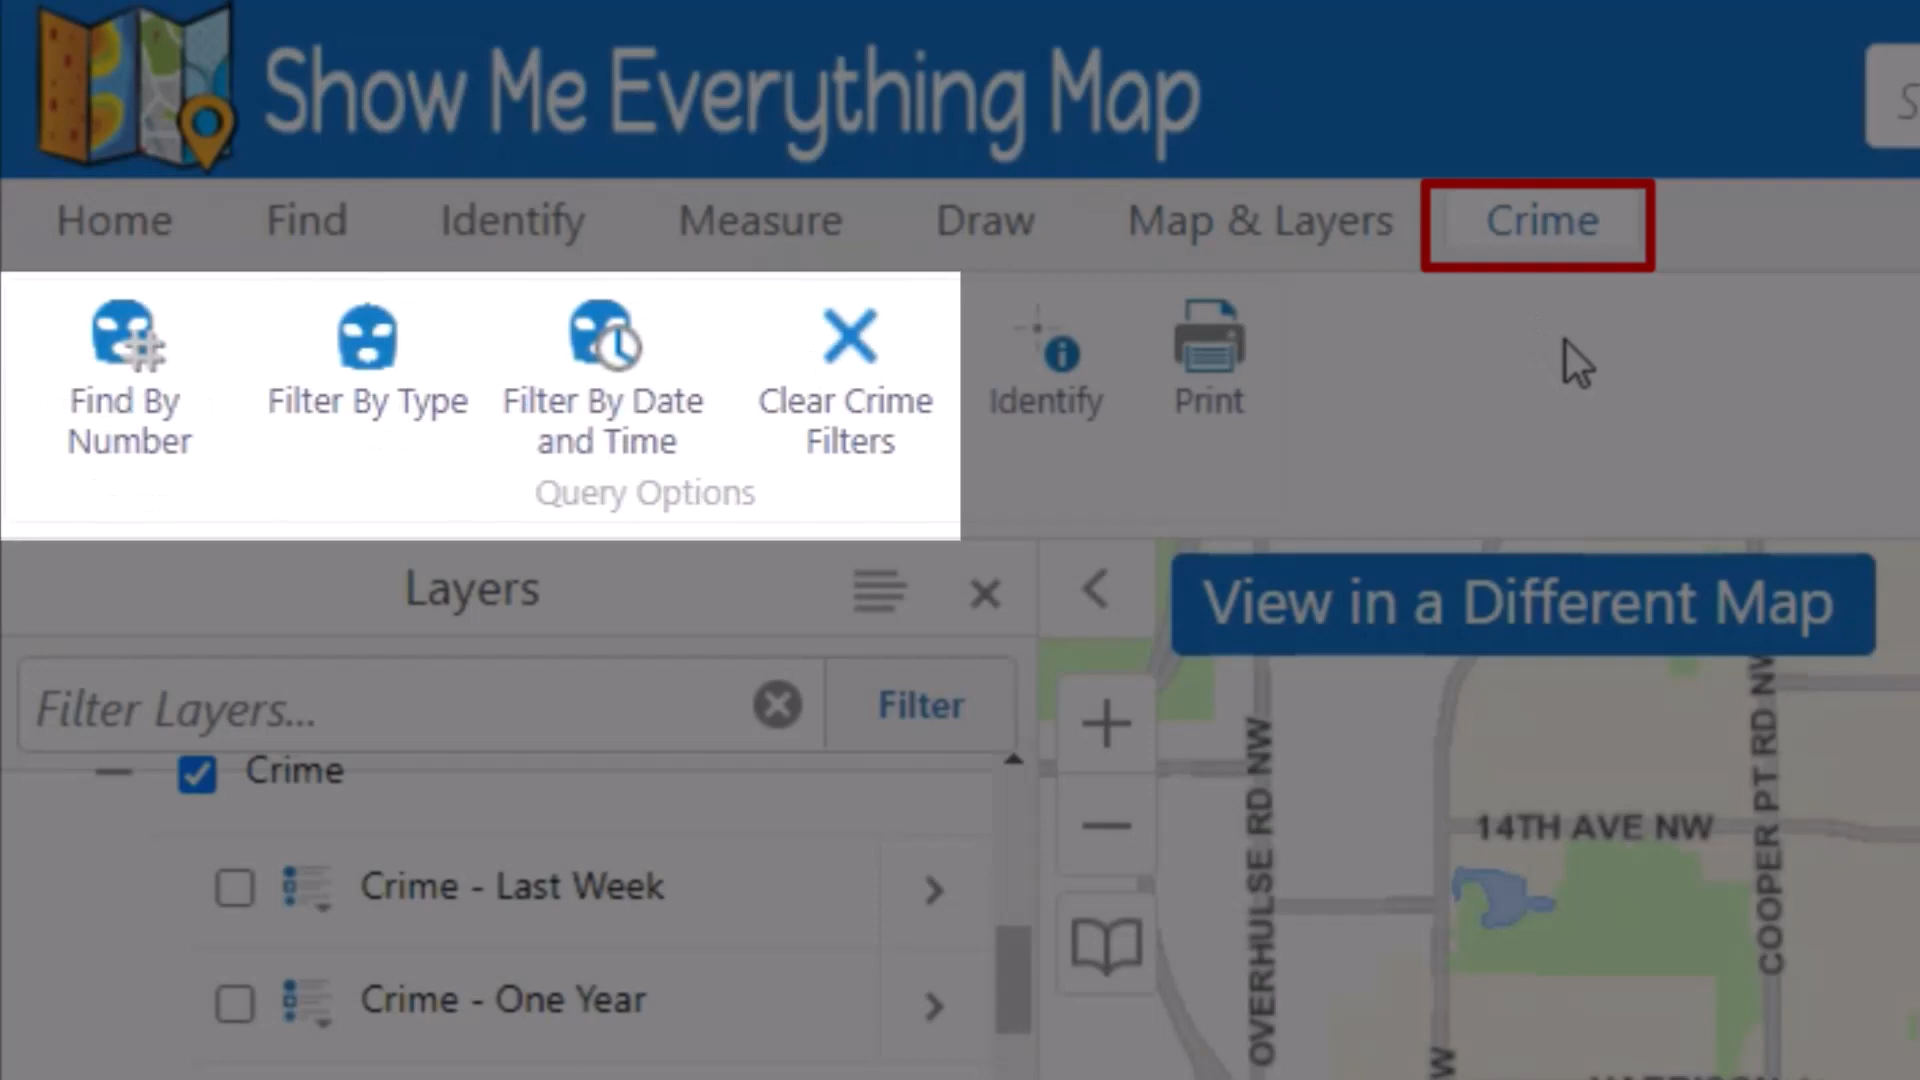 Show Me Everything Map
Home Find Identify Measure Draw Map & Layers Crime
Find By
Number
Filter By Type
Filter By Date
and Time
Clear Crime
Filters
Identify
Print
Query Options
Layers
View in a Different Map
Filter Layers...
Filter
Crime
Crime - Last Week
Crime - One Year
OVERHULSE RD NW
14TH AVE NW
COOPER PT RD NW